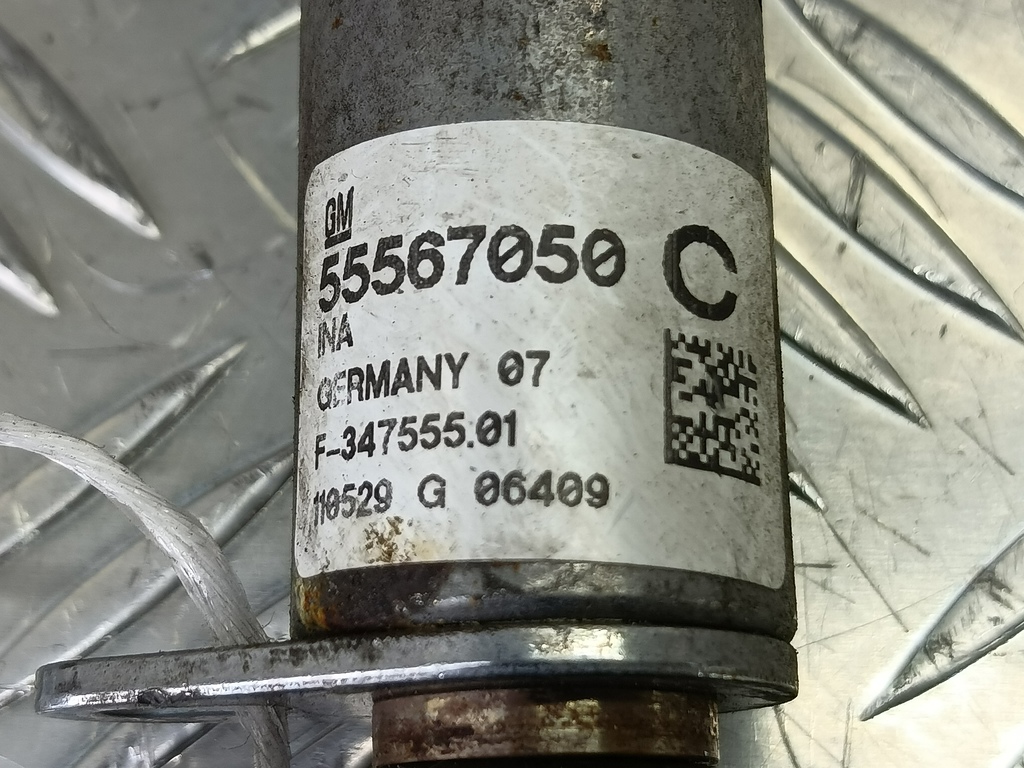 GM
55567050 C
INA
GERMANY 07
F-347555.01
110529 G 06409